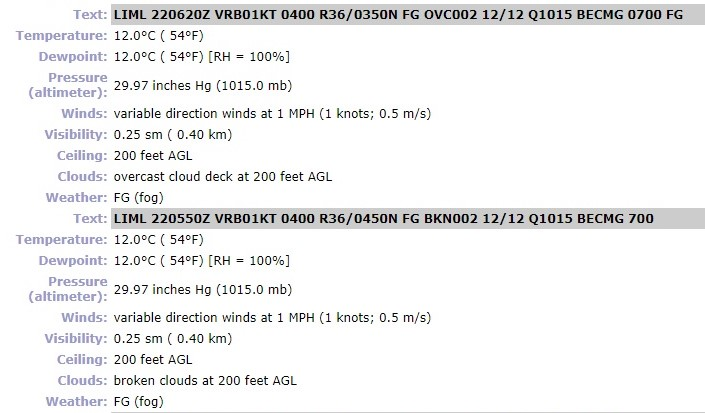 Text: LIML 220620Z VRB01KT 0400 R36/0350N FG OVC002 12/12 Q1015 BECMG 0700 FG
Temperature: 12.0°C ( 54°F)
Dewpoint: 12.0°C ( 54°F) [RH = 100%]
Pressure (altimeter): 29.97 inches Hg (1015.0 mb)
Winds: variable direction winds at 1 MPH (1 knots; 0.5 m/s)
Visibility: 0.25 sm ( 0.40 km)
Ceiling: 200 feet AGL
Clouds: overcast cloud deck at 200 feet AGL
Weather: FG (fog)
Text: LIML 220550Z VRB01KT 0400 R36/0450N FG BKN002 12/12 Q1015 BECMG 700
Temperature: 12.0°C ( 54°F)
Dewpoint: 12.0°C ( 54°F) [RH = 100%]
Pressure (altimeter): 29.97 inches Hg (1015.0 mb)
Winds: variable direction winds at 1 MPH (1 knots; 0.5 m/s)
Visibility: 0.25 sm ( 0.40 km)
Ceiling: 200 feet AGL
Clouds: broken clouds at 200 feet AGL
Weather: FG (fog)